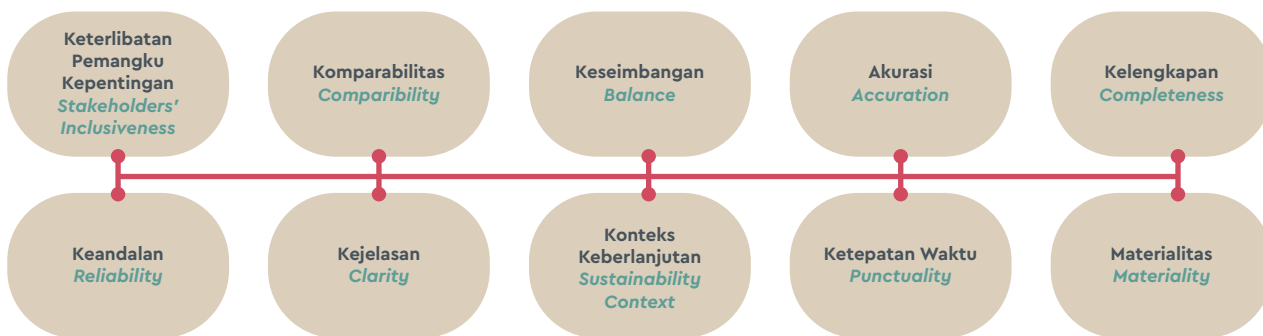 Keterlibatan
Pemangku
Kepentingan
Stakeholders'
Inclusiveness
Komparabilitas
Comparibility
Keseimbangan
Balance
Akurasi
Accuration
Kelengkapan
Completeness
Keandalan
Reliability
Kejelasan
Clarity
Konteks
Keberlanjutan
Sustainability
Context
Ketepatan Waktu
Punctuality
Materialitas
Materiality